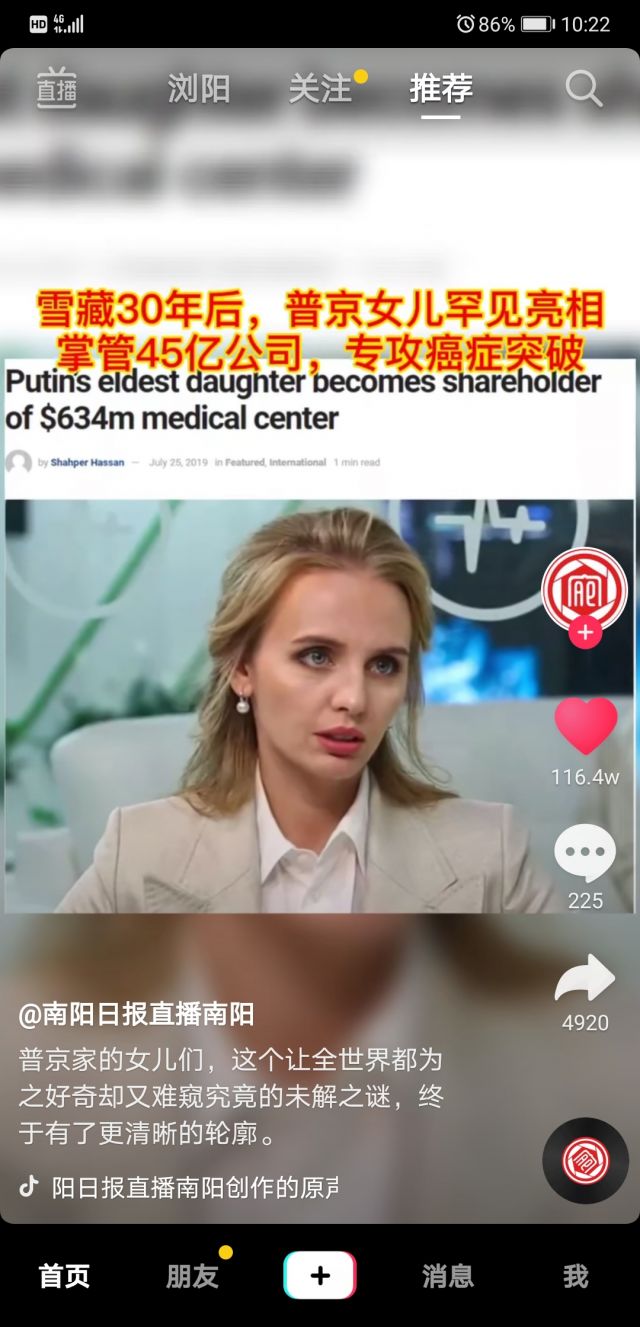 HD 4G 86% 10:22
直播 浏阳 关注 推荐
edical center
雪藏30年后，普京女儿罕见亮相
掌管45亿公司，专攻癌症突破
Putin's eldest daughter becomes shareholder
of $634m medical center
by Shahper Hassan — July 25, 2019 in Featured, International 1 min read
116.4w
225
4920
@南阳日报直播南阳
普京家的女儿们，这个让全世界都为
之好奇却又难窥究竟的未解之谜，终
于有了更清晰的轮廓。
阳日报直播南阳创作的原声
首页 朋友 消息 我